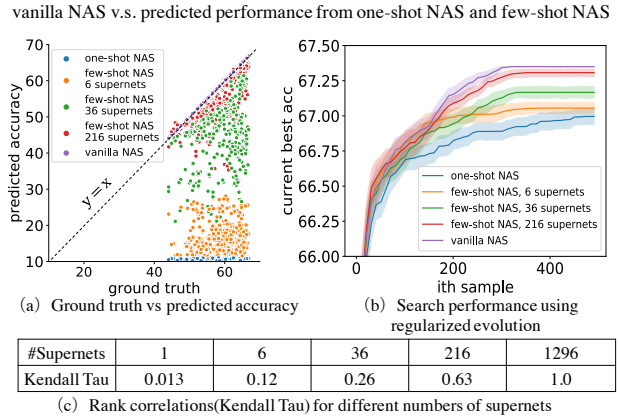 vanilla NAS v.s. predicted performance from one-shot NAS and few-shot NAS
predicted accuracy
70
60
50
40
30
20
10
one-shot NAS
few-shot NAS
6 supernets
few-shot NAS
36 supernets
few-shot NAS
216 supernets
vanilla NAS
y = x
20
40
60
ground truth
(a) Ground truth vs predicted accuracy
current best acc
67.50
67.25
67.00
66.75
66.50
66.25
66.00
one-shot NAS
few-shot NAS, 6 supernets
few-shot NAS, 36 supernets
few-shot NAS, 216 supernets
vanilla NAS
0
200
400
ith sample
(b) Search performance using
regularized evolution
#Supernets 1 6 36 216 1296
Kendall Tau 0.013 0.12 0.26 0.63 1.0
(c) Rank correlations(Kendall Tau) for different numbers of supernets